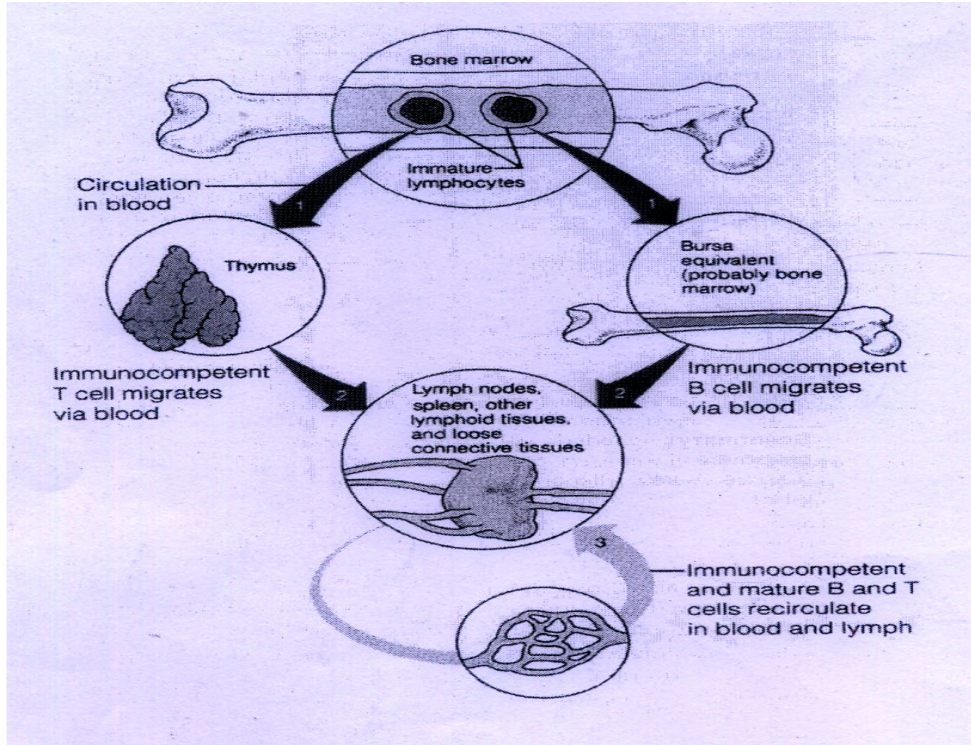 Bone marrow
Immature
lymphocytes
Circulation
in blood
1
1
Thymus
Bursa
equivalent
(probably bone
marrow)
Immunocompetent
T cell migrates
via blood
2
2
Immunocompetent
B cell migrates
via blood
Lymph nodes,
spleen, other
lymphoid tissues,
and loose
connective tissues
3
Immunocompetent
and mature B and T
cells recirculate
in blood and lymph